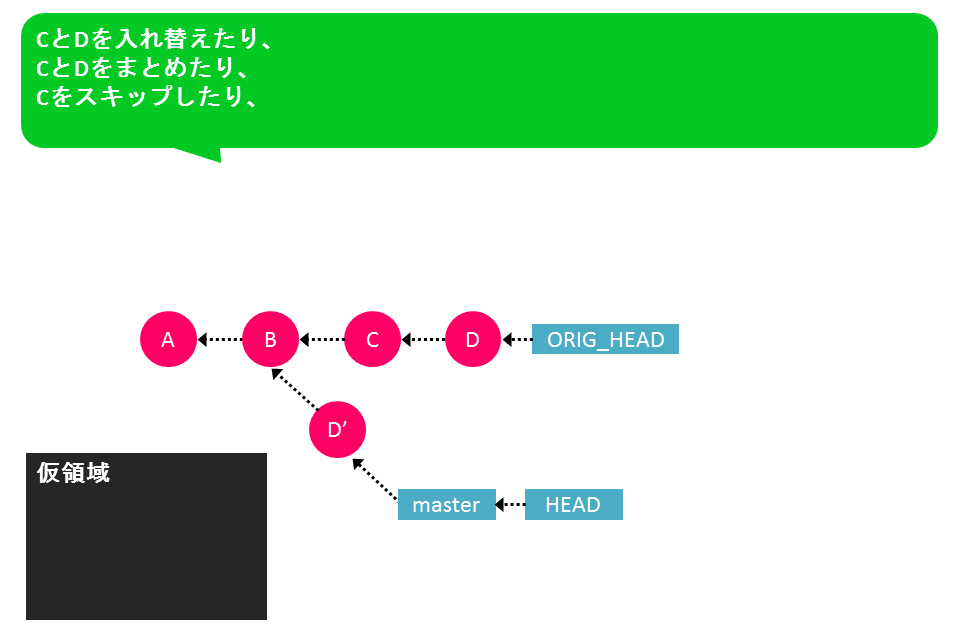 CとDを入れ替えたり、
CとDをまとめたり、
Cをスキップしたり、
A B C D ORIG_HEAD
D’
仮領域
master HEAD